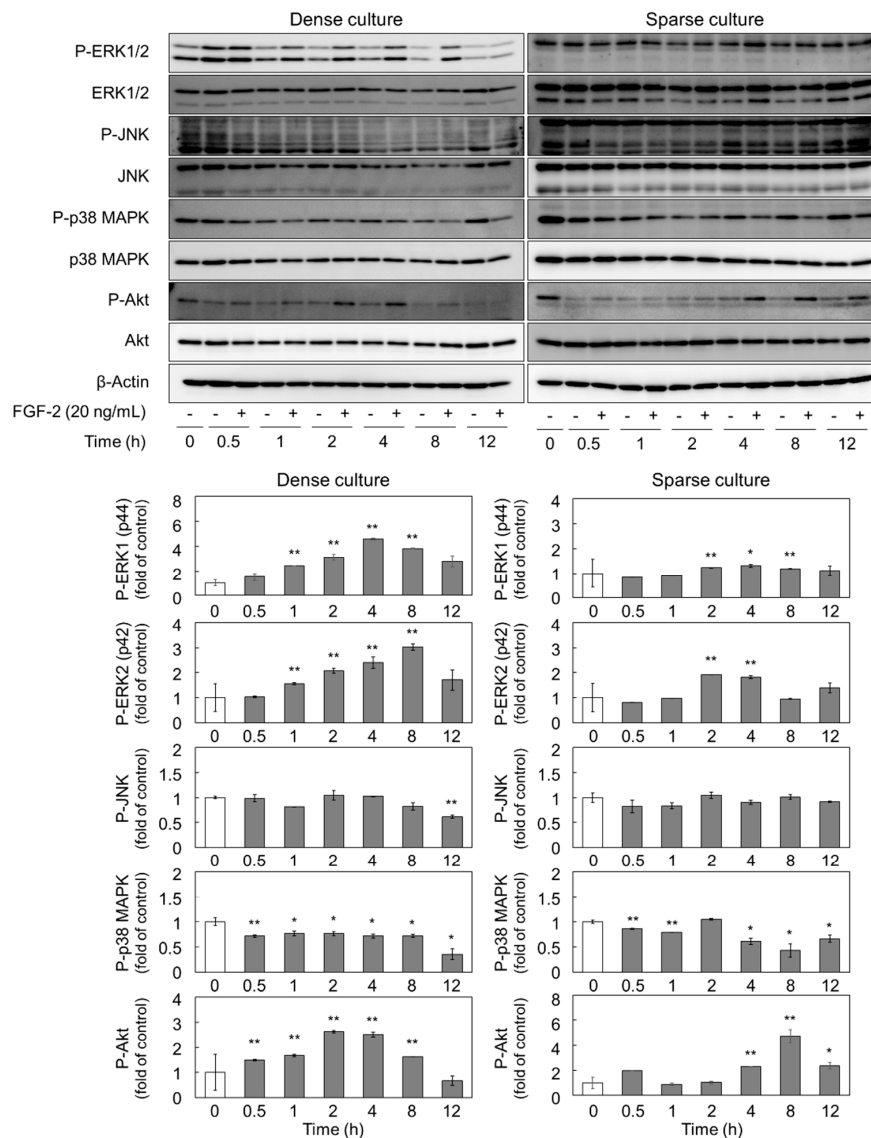 Dense culture Sparse culture
P-ERK1/2
ERK1/2
P-JNK
JNK
P-p38 MAPK
p38 MAPK
P-Akt
Akt
β-Actin
FGF-2 (20 ng/mL) - - + - + - + - + - + - + - - + - + - + - + - + - +
Time (h) 0 0.5 1 2 4 8 12 0 0.5 1 2 4 8 12
Dense culture Sparse culture
P-ERK1 (p44)
(fold of control)
8
6
4
2
0
** ** ** **
0 0.5 1 2 4 8 12
P-ERK1 (p44)
(fold of control)
4
3
2
1
0
** * **
0 0.5 1 2 4 8 12
P-ERK2 (p42)
(fold of control)
4
3
2
1
0
** ** ** **
0 0.5 1 2 4 8 12
P-ERK2 (p42)
(fold of control)
4
3
2
1
0
** **
0 0.5 1 2 4 8 12
P-JNK
(fold of control)
2
1.5
1
0.5
0
**
0 0.5 1 2 4 8 12
P-JNK
(fold of control)
2
1.5
1
0.5
0
0 0.5 1 2 4 8 12
P-p38 MAPK
(fold of control)
2
1.5
1
0.5
0
** * * * * *
0 0.5 1 2 4 8 12
P-p38 MAPK
(fold of control)
2
1.5
1
0.5
0
** ** * * *
0 0.5 1 2 4 8 12
P-Akt
(fold of control)
4
3
2
1
0
** ** ** ** **
0 0.5 1 2 4 8 12
Time (h)
P-Akt
(fold of control)
8
6
4
2
0
** ** *
0 0.5 1 2 4 8 12
Time (h)